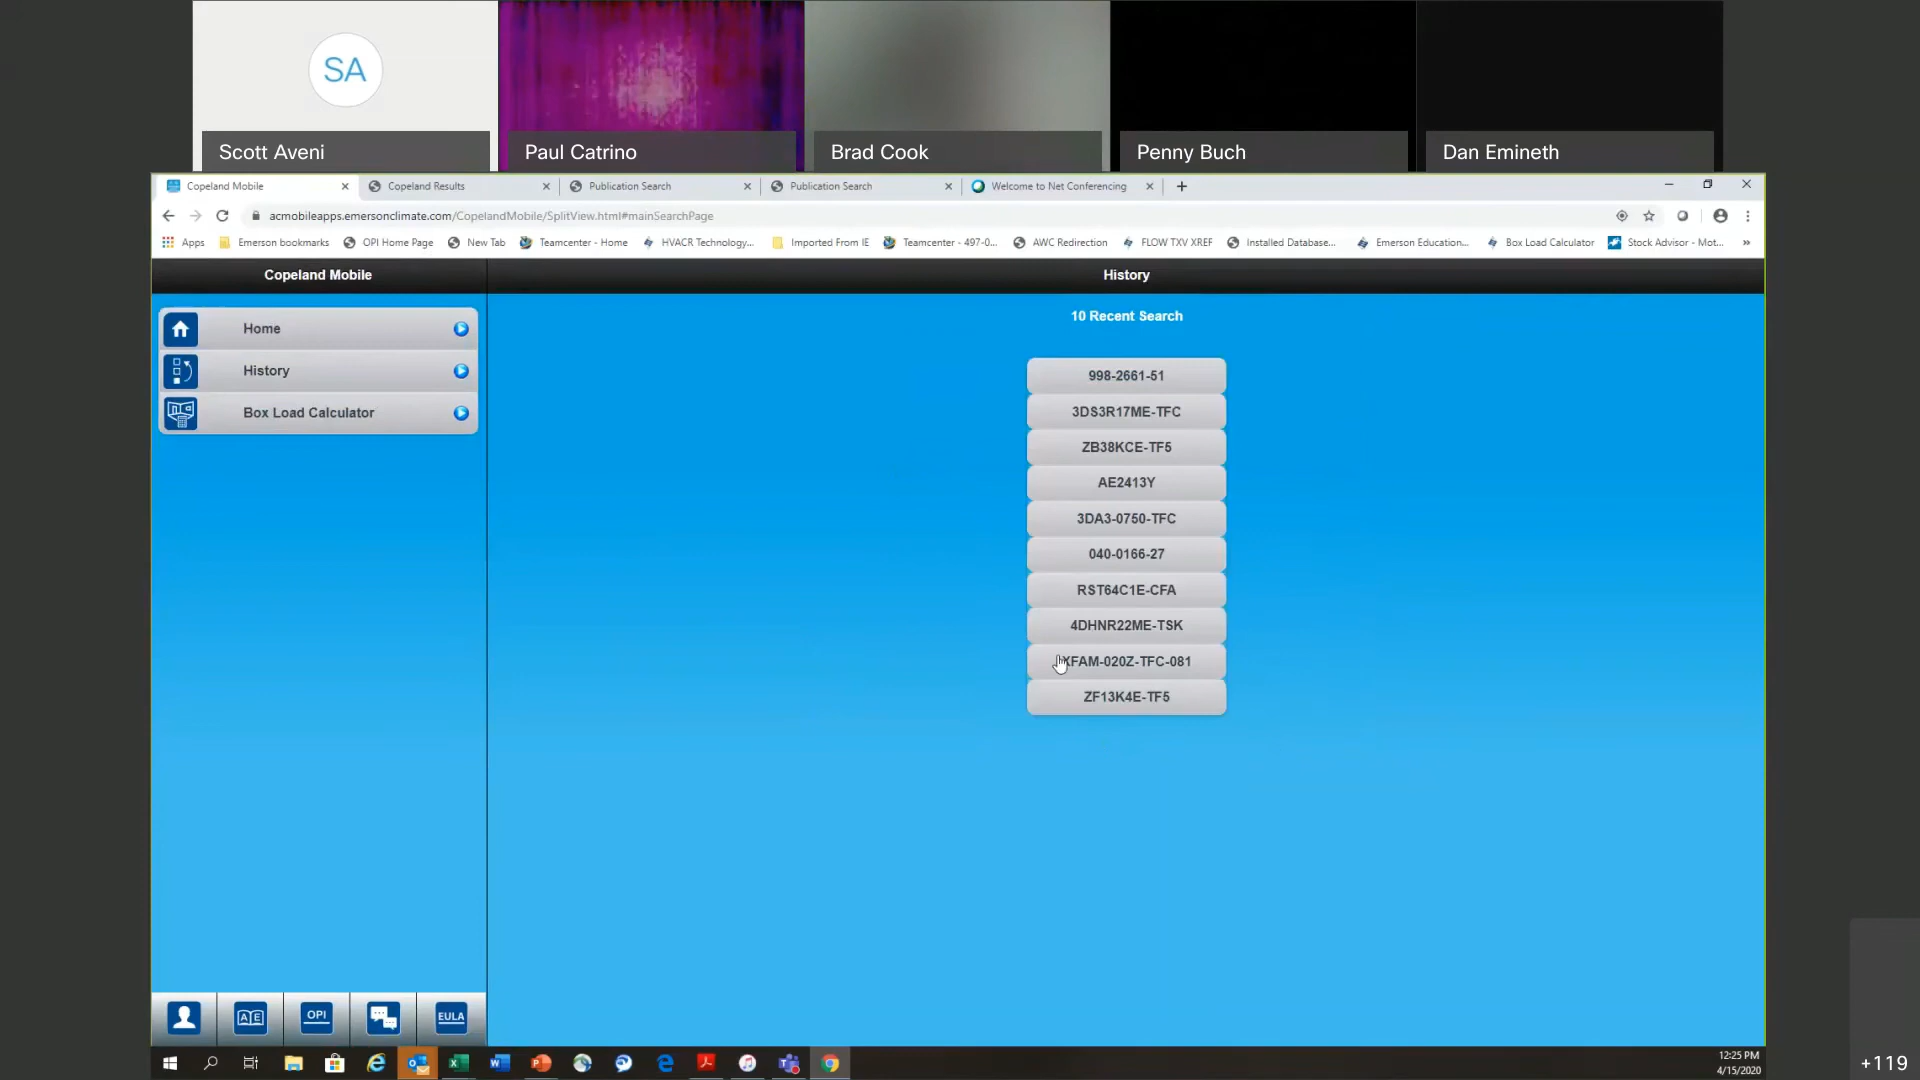 SA
Scott Aveni
Paul Catrino
Brad Cook
Penny Buch
Dan Emineth
Copeland Mobile
Copeland Results
Publication Search
Publication Search
Welcome to Net Conferencing
acmobileapps.emersonclimate.com/CopelandMobile/SplitView.html#mainSearchPage
Apps
Emerson bookmarks
OPI Home Page
New Tab
Teamcenter - Home
HVACR Technology...
Imported From IE
Teamcenter - 497-0...
AWC Redirection
FLOW TXV XREF
Installed Database...
Emerson Education...
Box Load Calculator
Stock Advisor - Mot...
»
Copeland Mobile
History
Home
History
Box Load Calculator
10 Recent Search
998-2661-51
3DS3R17ME-TFC
ZB38KCE-TF5
AE2413Y
3DA3-0750-TFC
040-0166-27
RST64C1E-CFA
4DHNR22ME-TSK
XFAM-020Z-TFC-081
ZF13K4E-TF5
AE
OPI
EULA
12:25 PM
4/15/2020
+119